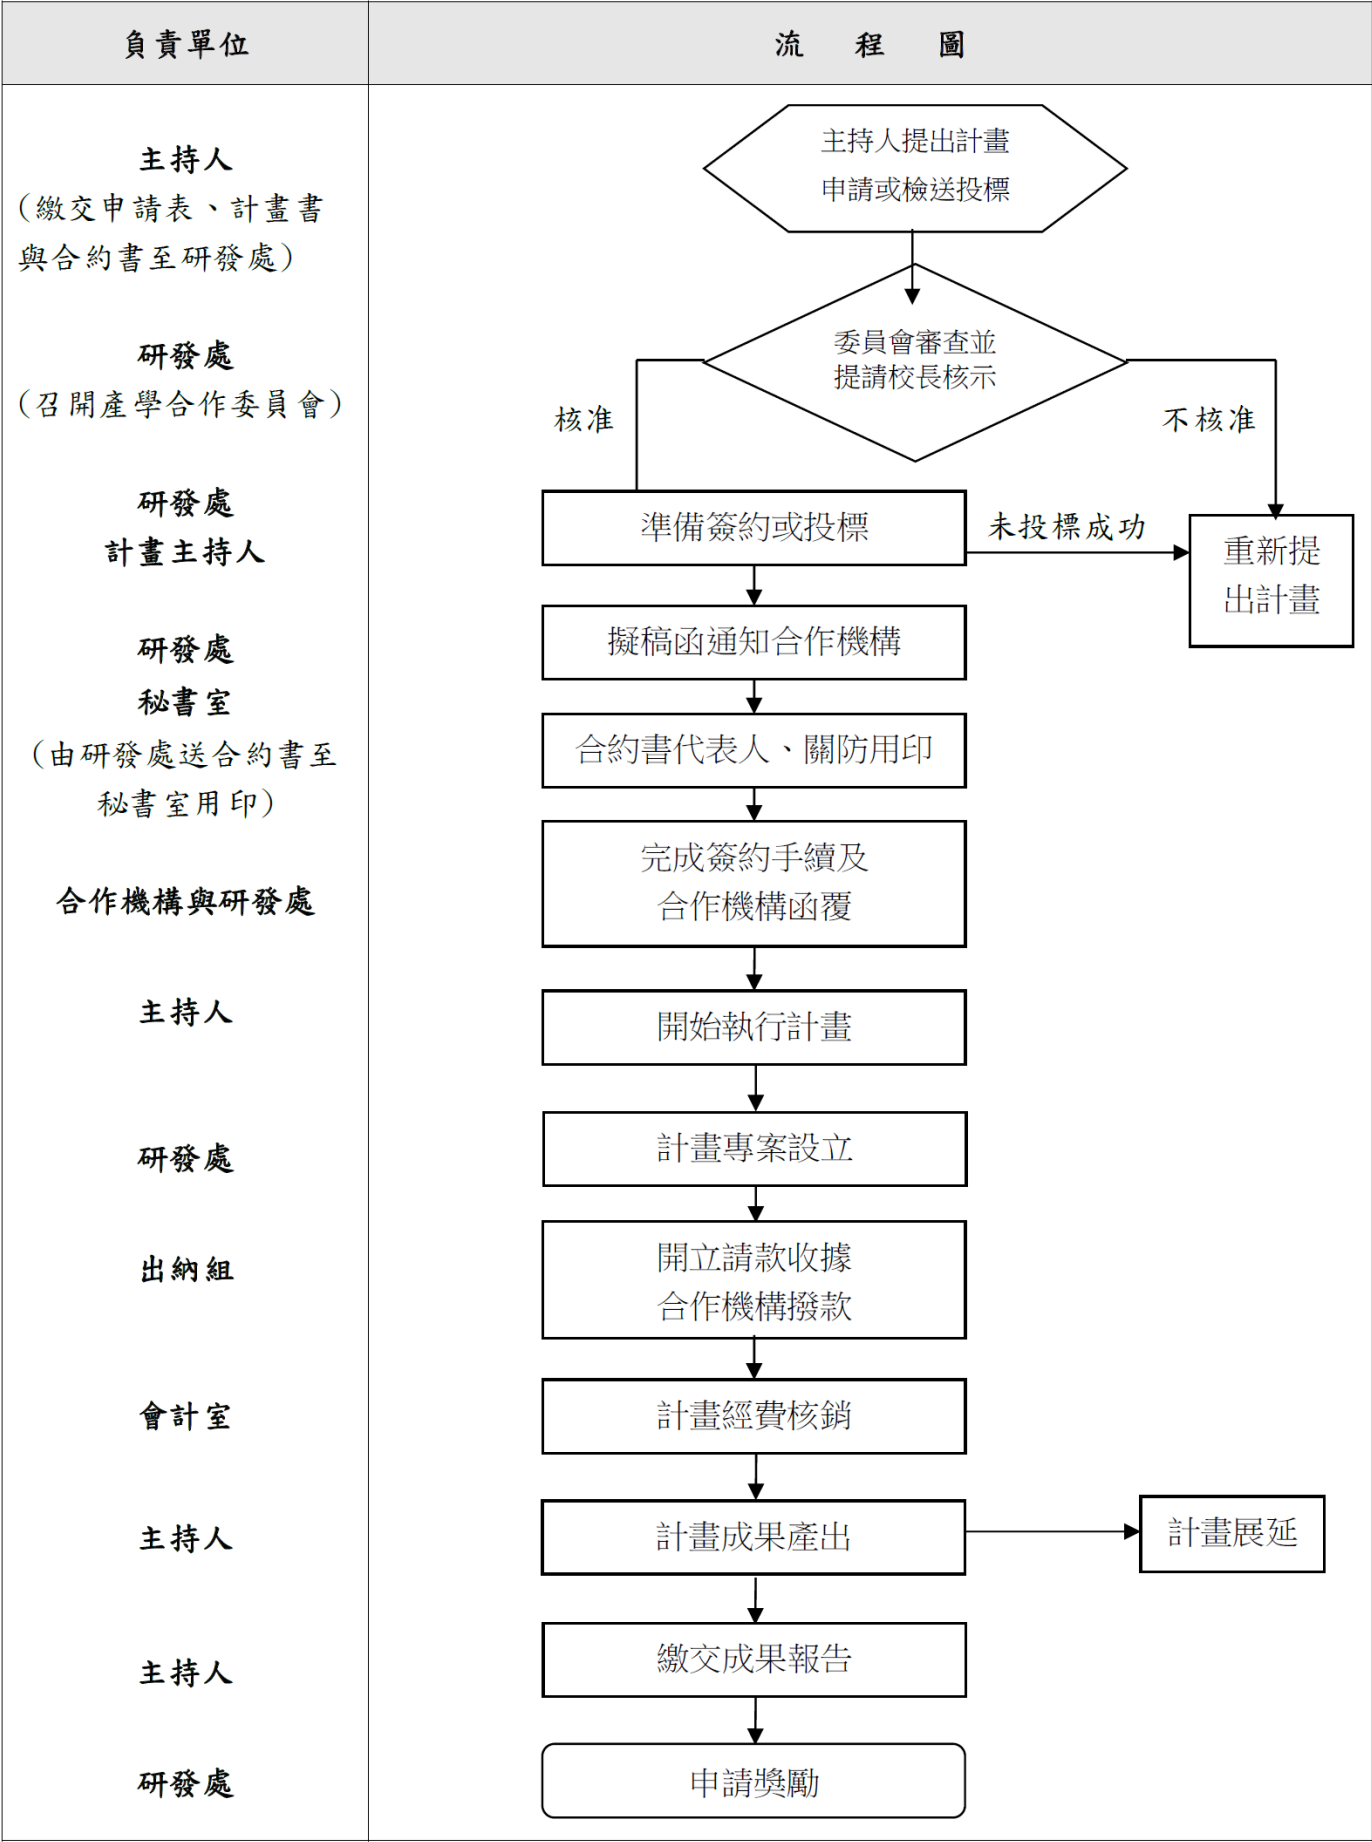 負責單位
流 程 圖
主持人
（繳交申請表、計畫書
與合約書至研發處）
主持人提出計畫
申請或檢送投標
研發處
（召開產學合作委員會）
委員會審查並
提請校長核示
核准
不核准
研發處
計畫主持人
準備簽約或投標
未投標成功
重新提
出計畫
研發處
秘書室
（由研發處送合約書至
秘書室用印）
擬稿函通知合作機構
合約書代表人、關防用印
合作機構與研發處
完成簽約手續及
合作機構函覆
主持人
開始執行計畫
研發處
計畫專案設立
出納組
開立請款收據
合作機構撥款
會計室
計畫經費核銷
主持人
計畫成果產出
計畫展延
主持人
繳交成果報告
研發處
申請獎勵